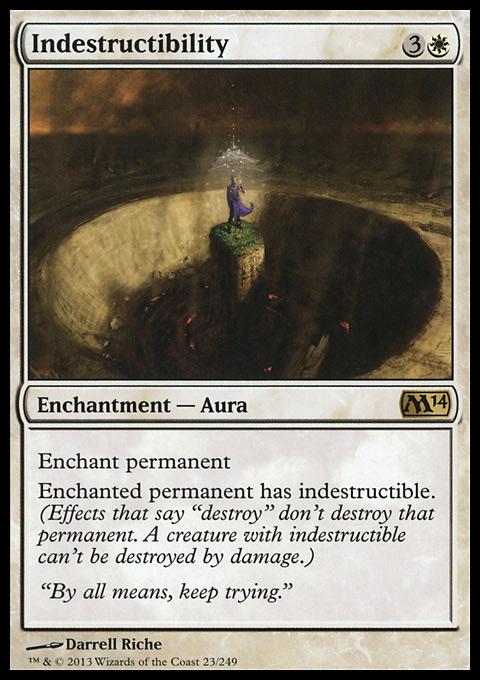 Indestructibility 3
Enchantment — Aura M14
Enchant permanent
Enchanted permanent has indestructible.
(Effects that say “destroy” don’t destroy that
permanent. A creature with indestructible
can’t be destroyed by damage.)
“By all means, keep trying.”
Darrell Riche
™ & © 2013 Wizards of the Coast 23/249